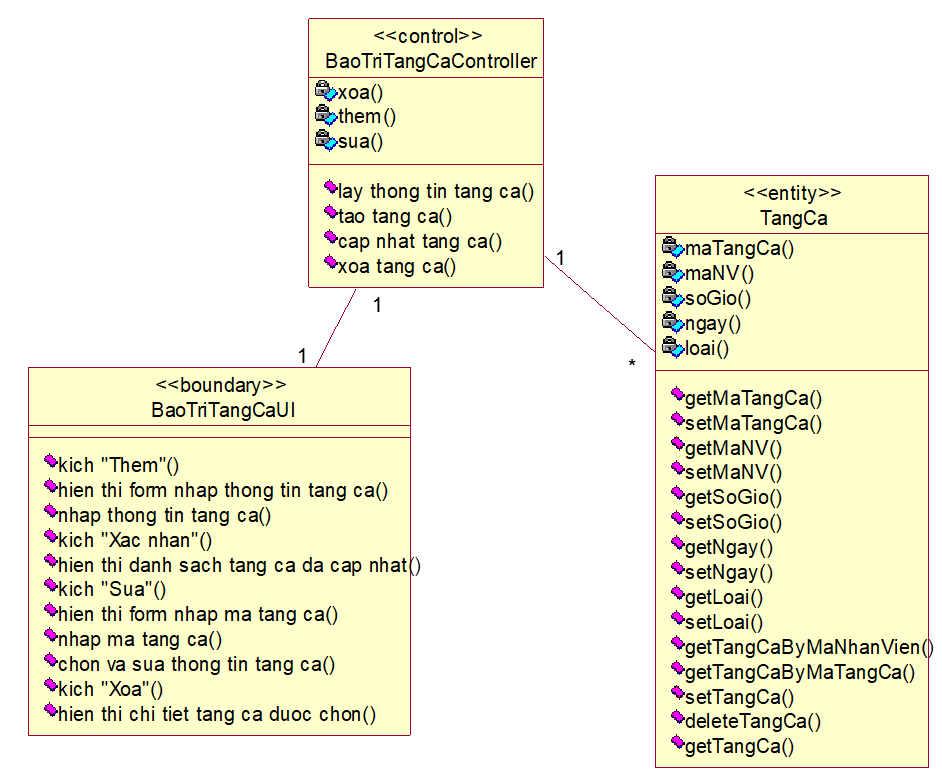 <<control>>
BaoTriTangCaController
xoa()
them()
sua()
lay thong tin tang ca()
tao tang ca()
cap nhat tang ca()
xoa tang ca()
1
1
1
*
<<boundary>>
BaoTriTangCaUI
kich "Them"()
hien thi form nhap thong tin tang ca()
nhap thong tin tang ca()
kich "Xac nhan"()
hien thi danh sach tang ca da cap nhat()
kich "Sua"()
hien thi form nhap ma tang ca()
nhap ma tang ca()
chon va sua thong tin tang ca()
kich "Xoa"()
hien thi chi tiet tang ca duoc chon()
<<entity>>
TangCa
maTangCa()
maNV()
soGio()
ngay()
loai()
getMaTangCa()
setMaTangCa()
getMaNV()
setMaNV()
getSoGio()
setSoGio()
getNgay()
setNgay()
getLoai()
setLoai()
getTangCaByMaNhanVien()
getTangCaByMaTangCa()
setTangCa()
deleteTangCa()
getTangCa()